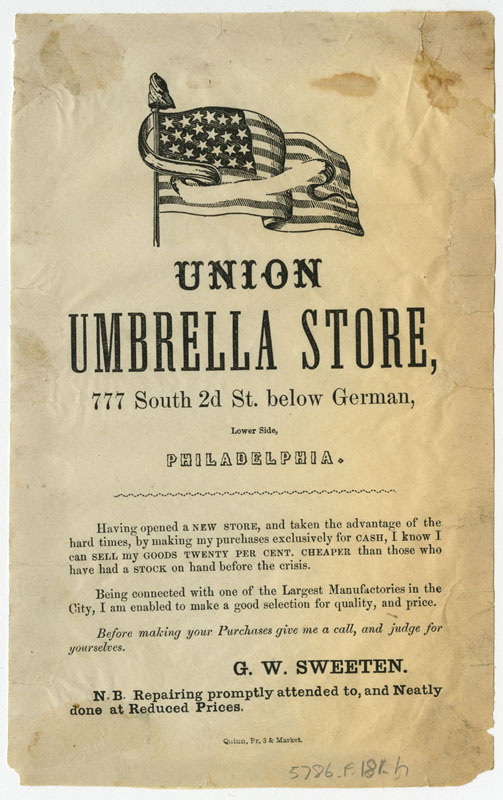 UNION
UMBRELLA STORE,
777 South 2d St. below German,
Lower Side,
PHILADELPHIA.
Having opened a NEW STORE, and taken the advantage of the
hard times, by making my purchases exclusively for CASH, I know I
can SELL my GOODS TWENTY PER CENT. CHEAPER than those who
have had a STOCK on hand before the crisis.
Being connected with one of the Largest Manufactories in the
City, I am enabled to make a good selection for quality, and price.
Before making your Purchases give me a call, and judge for
yourselves.
G. W. SWEETEN.
N. B. Repairing promptly attended to, and Neatly
done at Reduced Prices.
Quinn, Pr. 3 & Market.
5786.F.